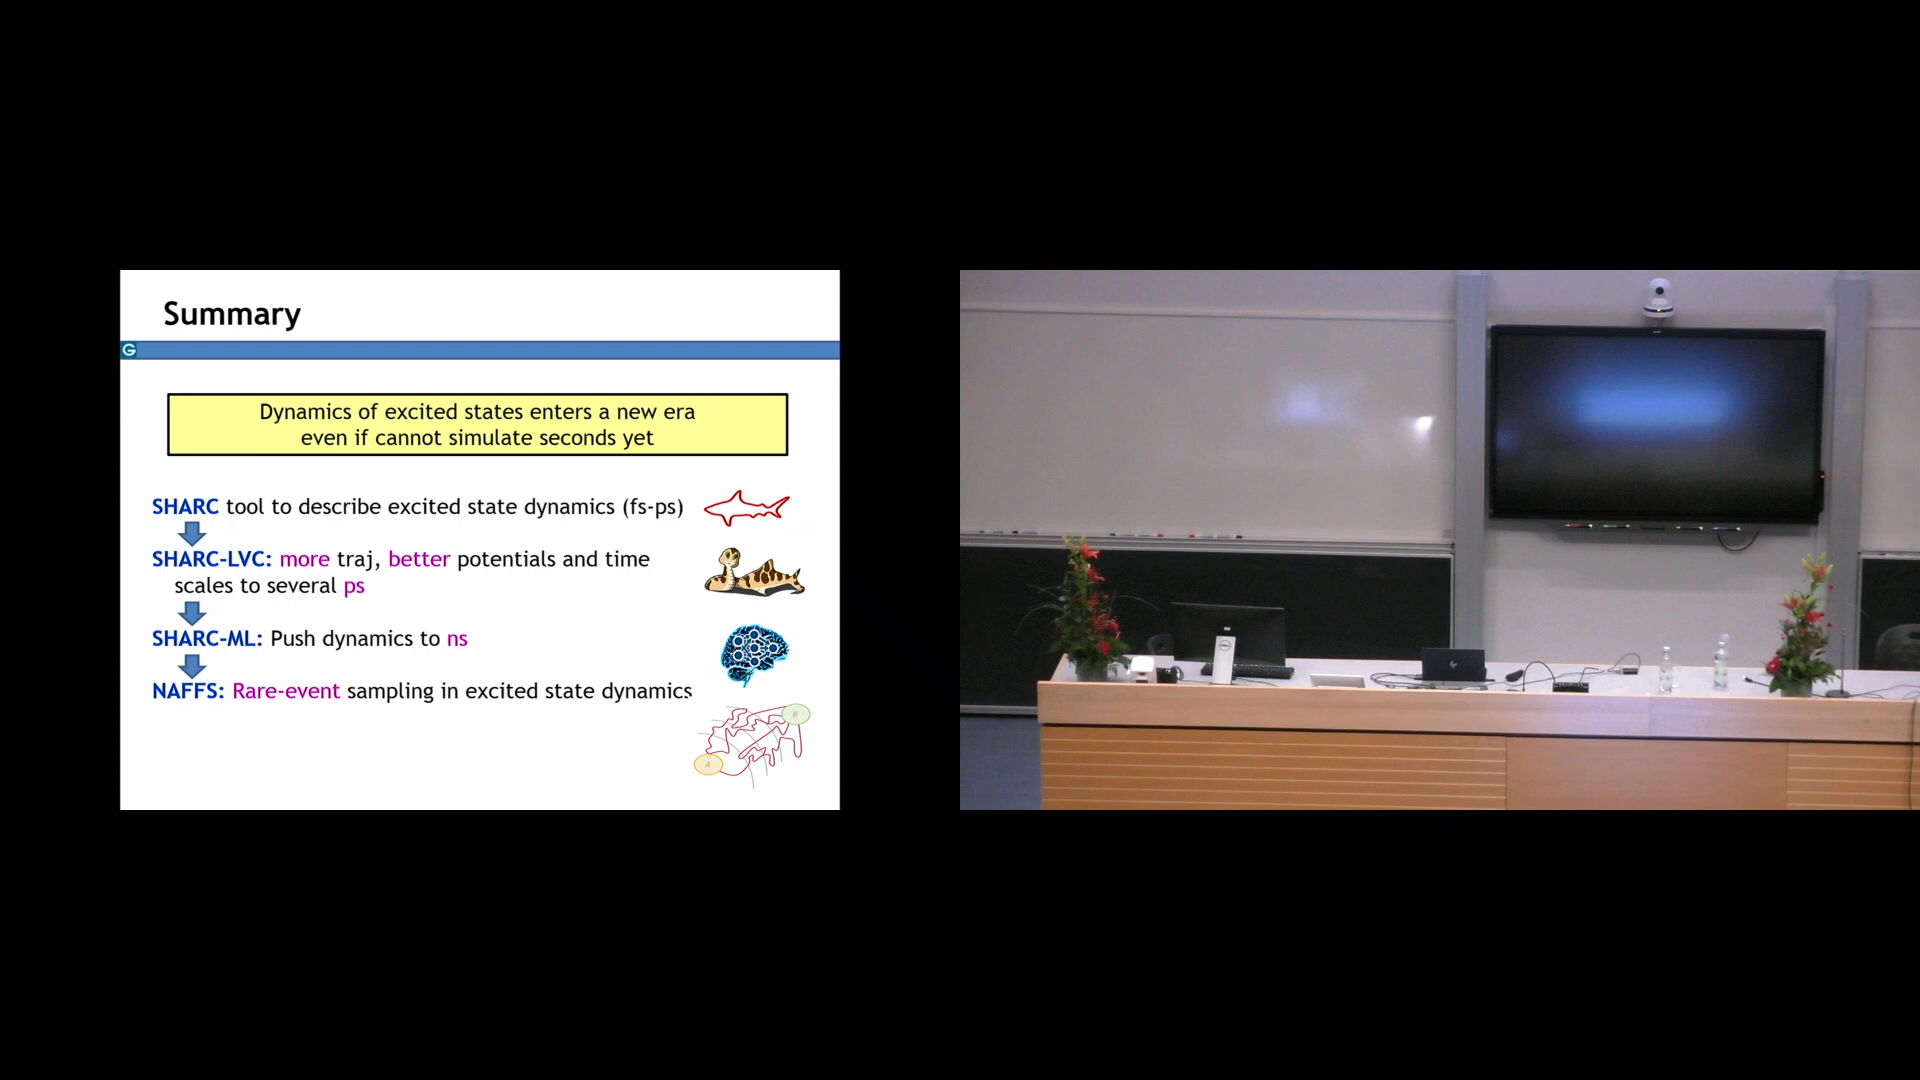 Summary
G
Dynamics of excited states enters a new era
even if cannot simulate seconds yet
SHARC tool to describe excited state dynamics (fs-ps)
SHARC-LVC: more traj, better potentials and time
scales to several ps
SHARC-ML: Push dynamics to ns
NAFFS: Rare-event sampling in excited state dynamics
B
A
DELL
hp